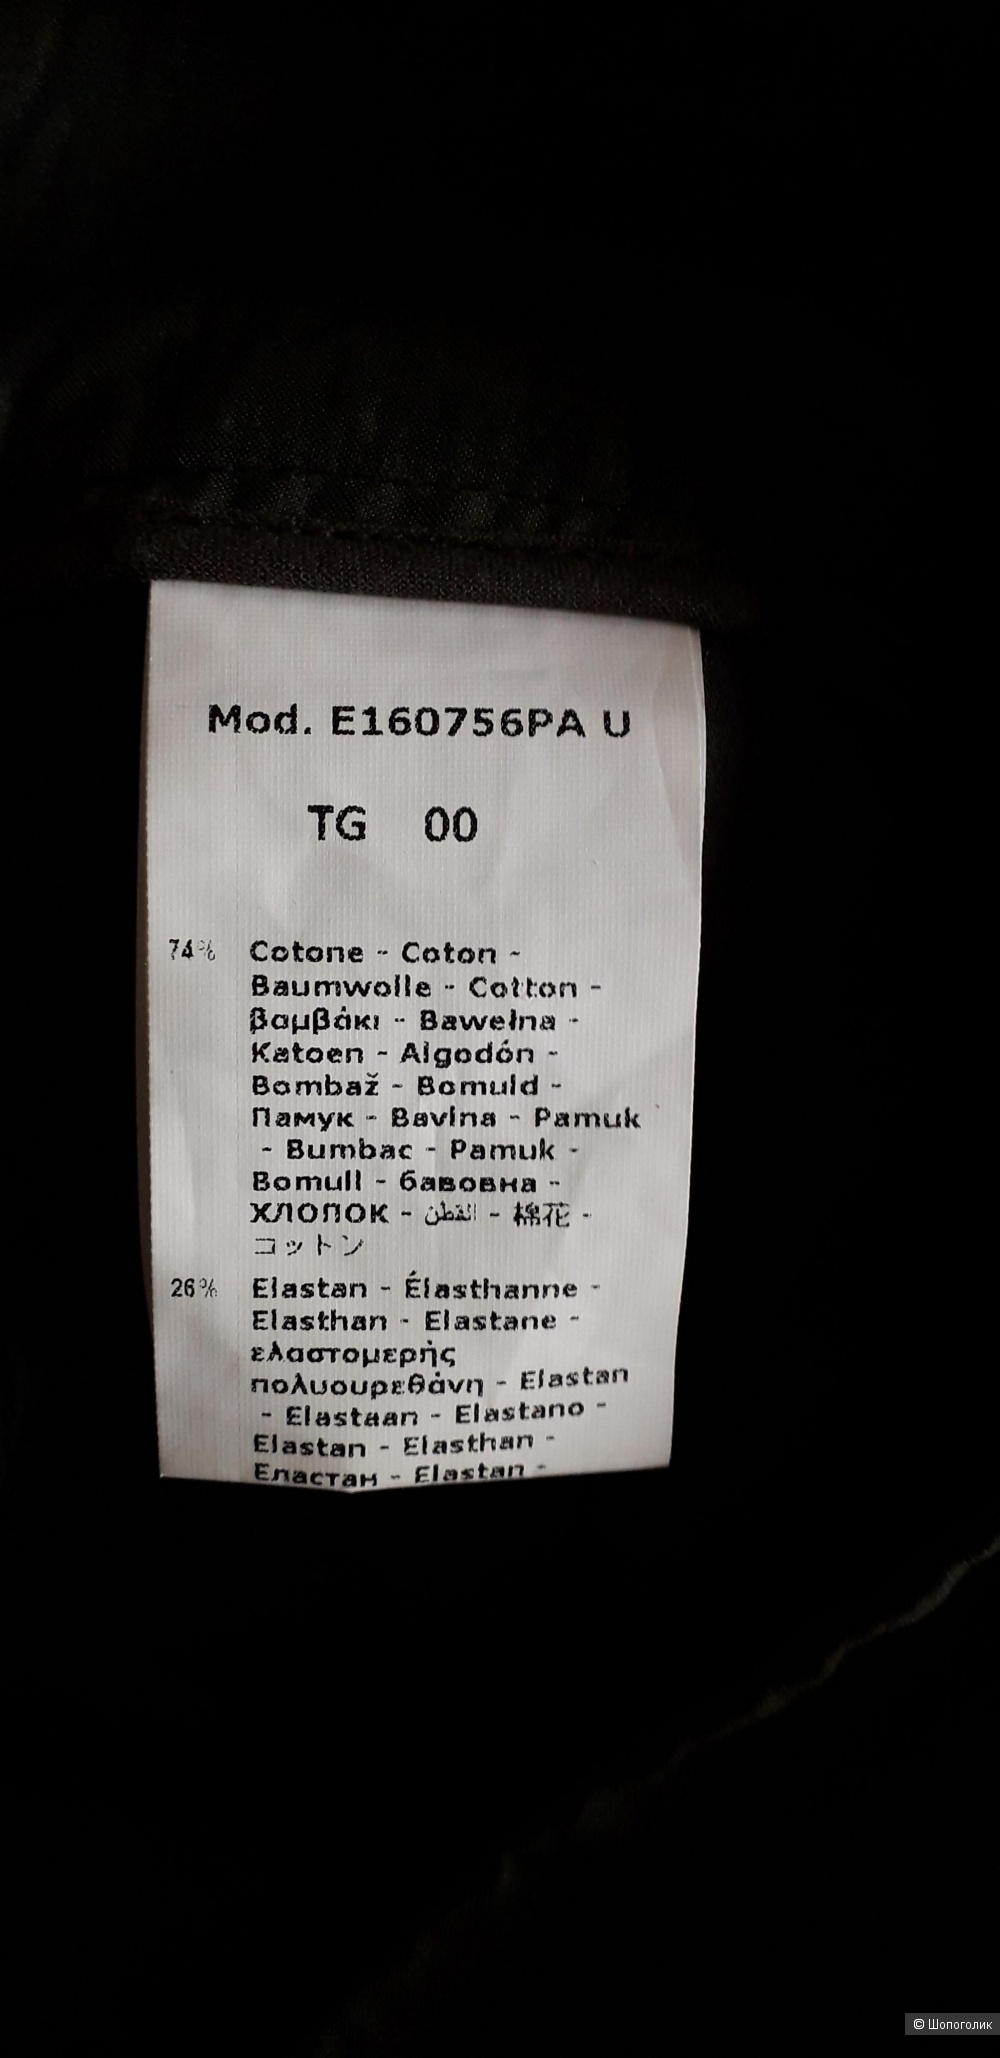 Mod. E160756PA U
TG 00
74% Cotone - Coton -
Baumwolle - Cotton -
βαμβάκι - Bawełna -
Katoen - Algodón -
Bombaž - Bomuld -
Памук - Bavlna - Pamuk
- Bumbac - Pamuk -
Bomull - бавовна -
ХЛОПОК - القطن - 棉花 -
コットン
26% Elastan - Élasthanne -
Elasthan - Elastane -
ελαστομερής
πολυουρεθάνη - Elastan
- Elastaan - Elastano -
Elastan - Elasthan -
Еластан - Elastan -
© Шопоголик